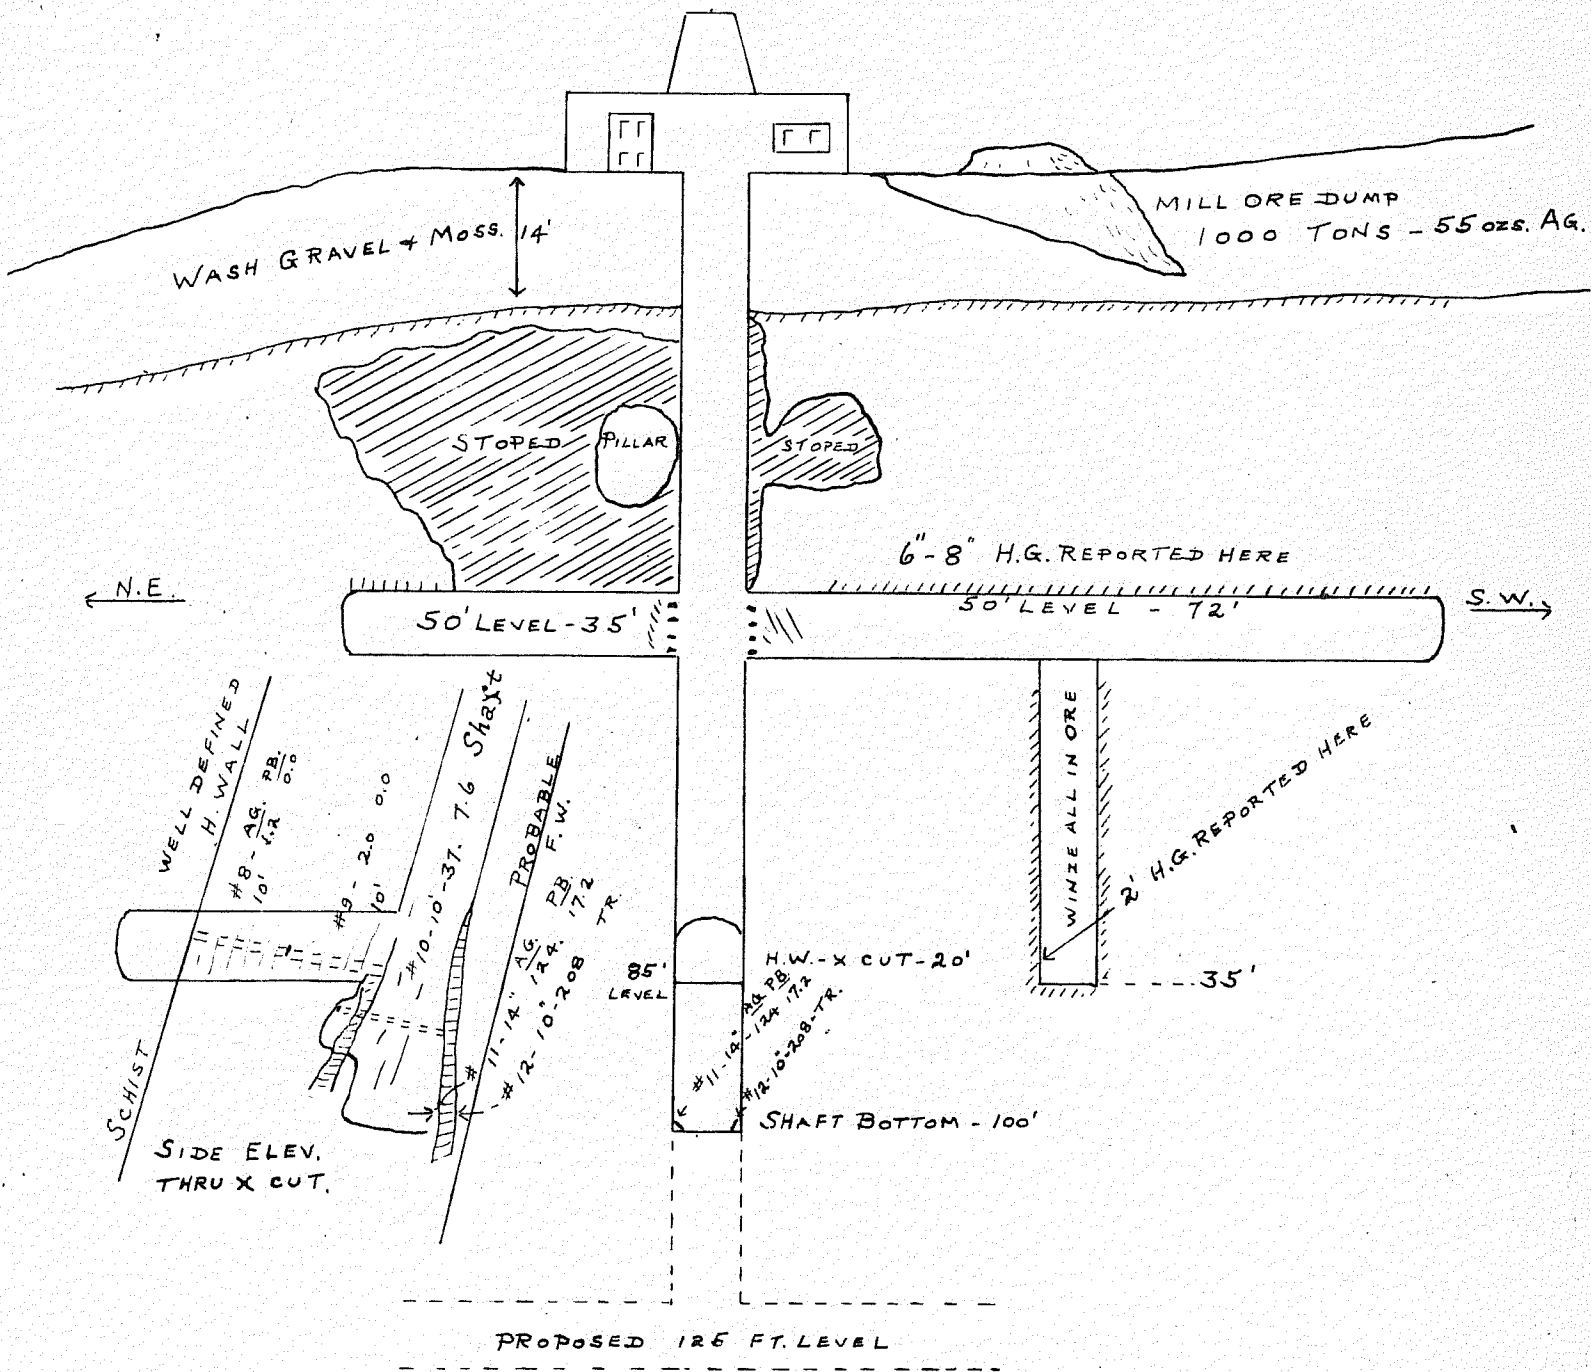 WASH GRAVEL & MOSS. 14'
MILL ORE DUMP
1000 TONS - 55 ozs. AG.
STOPED
PILLAR
STOPED
6" - 8" H.G. REPORTED HERE
N.E.
50' LEVEL - 35'
50' LEVEL - 72'
S.W.
WELL DEFINED
H. WALL
#8 - AG. PB.
10' 1.2 0.0
#9 - 2.0 0.0
10'
- #10 - 10' - 37. 7.6 Shaft
PROBABLE
F.W.
AG. PB.
#11 - 14" 124. 17.2
#12 - 10" - 208 TR.
SCHIST
SIDE ELEV.
THRU X CUT.
85'
LEVEL
H.W. - X CUT - 20'
AG. PB.
#11 - 14" - 124 17.2
#12 - 10" - 208 - TR.
SHAFT BOTTOM - 100'
WINZE ALL IN ORE
2' H.G. REPORTED HERE
35'
PROPOSED 125 FT. LEVEL